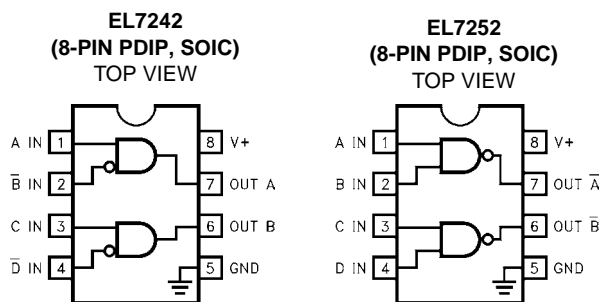 EL7242
(8-PIN PDIP, SOIC)
TOP VIEW
A IN 1
8 V+
B̅ IN 2
7 OUT A
C IN 3
6 OUT B
D̅ IN 4
5 GND
EL7252
(8-PIN PDIP, SOIC)
TOP VIEW
A IN 1
8 V+
B IN 2
7 OUT A̅
C IN 3
6 OUT B̅
D IN 4
5 GND